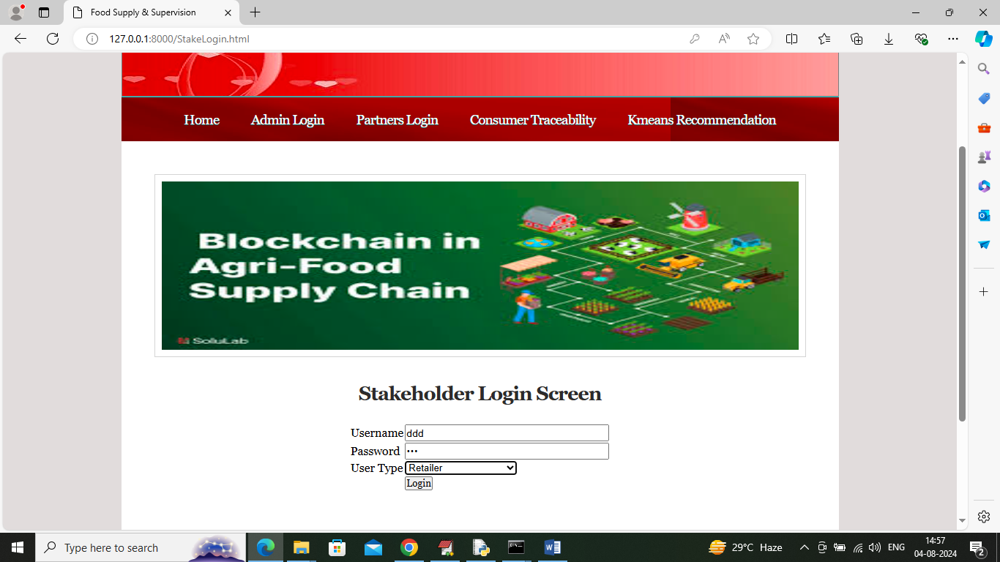 Food Supply & Supervision
127.0.0.1:8000/StakeLogin.html
Home Admin Login Partners Login Consumer Traceability Kmeans Recommendation
Blockchain in
Agri-Food
Supply Chain
SoluLab
Stakeholder Login Screen
Username ddd
Password •••
User Type Retailer
Login
Type here to search
29°C Haze
ENG
14:57
04-08-2024
2